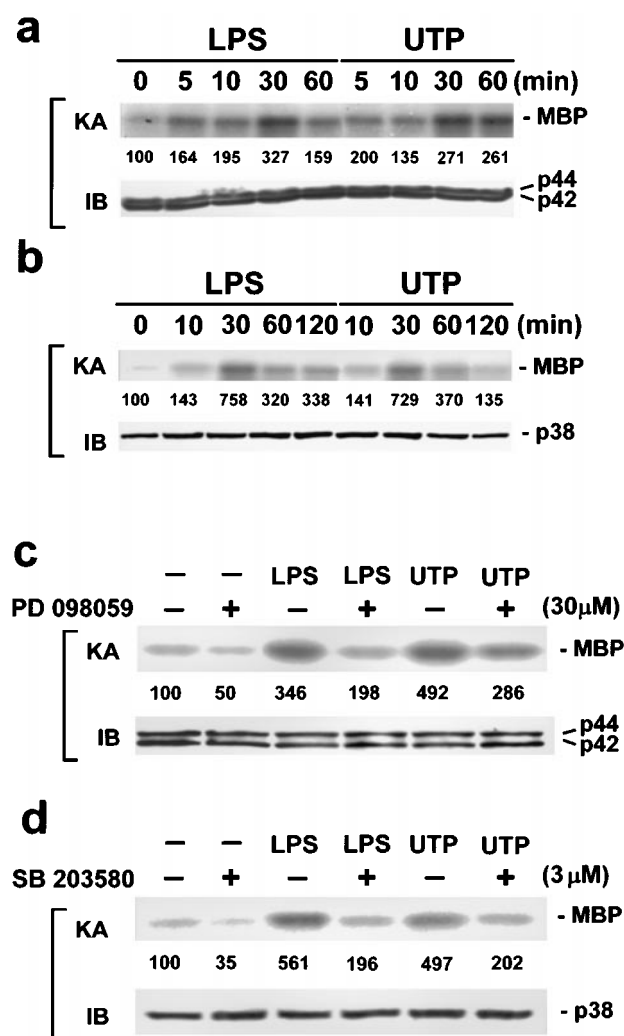 a
LPS UTP
0 5 10 30 60 5 10 30 60 (min)
KA - MBP
100 164 195 327 159 200 135 271 261
IB p44
p42
b
LPS UTP
0 10 30 60 120 10 30 60 120 (min)
KA - MBP
100 143 758 320 338 141 729 370 135
IB - p38
c
– – LPS LPS UTP UTP
PD 098059 – + – + – + (30μM)
KA - MBP
100 50 346 198 492 286
IB p44
p42
d
– – LPS LPS UTP UTP
SB 203580 – + – + – + (3μM)
KA - MBP
100 35 561 196 497 202
IB - p38